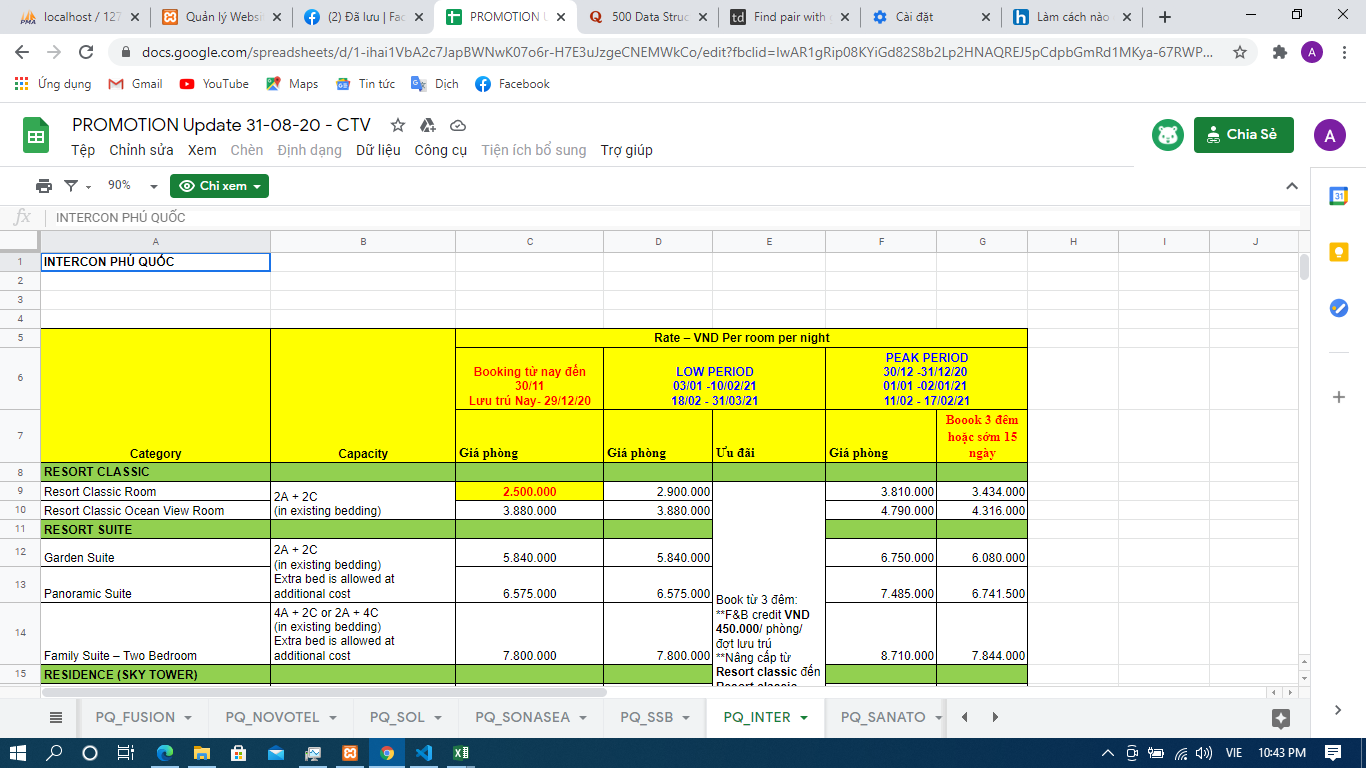 localhost / 127
Quản lý Websi
(2) Đã lưu | Fac
PROMOTION U
500 Data Struc
Find pair with g
Cài đặt
Làm cách nào
docs.google.com/spreadsheets/d/1-ihai1VbA2c7JapBWNwK07o6r-H7E3uJzgeCNEMWkCo/edit?fbclid=IwAR1gRip08KYiGd82S8b2Lp2HNAQREJ5pCdpbGmRd1MKya-67RWP...
A
Ứng dụng
Gmail
YouTube
Maps
Tin tức
Dịch
Facebook
PROMOTION Update 31-08-20 - CTV
Tệp Chỉnh sửa Xem Chèn Định dạng Dữ liệu Công cụ Tiện ích bổ sung Trợ giúp
Chia Sẻ
A
90%
Chỉ xem
31
fx INTERCON PHÚ QUỐC
A B C D E F G H I J
1 INTERCON PHÚ QUỐC
2
3
4
5 Rate – VND Per room per night
6
Booking từ nay đến
30/11
Lưu trú Nay- 29/12/20
LOW PERIOD
03/01 -10/02/21
18/02 - 31/03/21
PEAK PERIOD
30/12 -31/12/20
01/01 -02/01/21
11/02 - 17/02/21
7 Category Capacity Giá phòng Giá phòng Ưu đãi Giá phòng
Boook 3 đêm
hoặc sớm 15
ngày
8 RESORT CLASSIC
9 Resort Classic Room 2.500.000 2.900.000 3.810.000 3.434.000
2A + 2C
(in existing bedding)
10 Resort Classic Ocean View Room 3.880.000 3.880.000 4.790.000 4.316.000
11 RESORT SUITE
12 Garden Suite 5.840.000 5.840.000 6.750.000 6.080.000
2A + 2C
(in existing bedding)
Extra bed is allowed at
additional cost
13 Panoramic Suite 6.575.000 6.575.000 7.485.000 6.741.500
4A + 2C or 2A + 4C
(in existing bedding)
Extra bed is allowed at
additional cost
14 Family Suite – Two Bedroom 7.800.000 7.800.000 8.710.000 7.844.000
Book từ 3 đêm:
**F&B credit VND
450.000/ phòng/
đợt lưu trú
**Nâng cấp từ
Resort classic đến
Resort classic
15 RESIDENCE (SKY TOWER)
PQ_FUSION PQ_NOVOTEL PQ_SOL PQ_SONASEA PQ_SSB PQ_INTER PQ_SANATO
VIE 10:43 PM